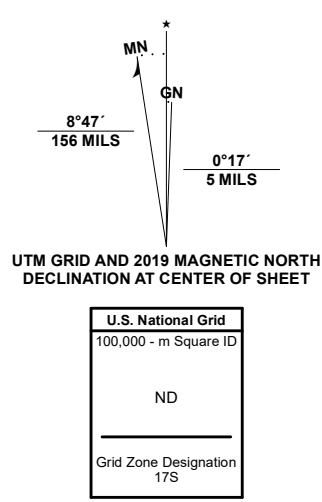 ★
MN
GN
8°47´
156 MILS
0°17´
5 MILS
UTM GRID AND 2019 MAGNETIC NORTH
DECLINATION AT CENTER OF SHEET
U.S. National Grid
100,000 - m Square ID
ND
Grid Zone Designation
17S